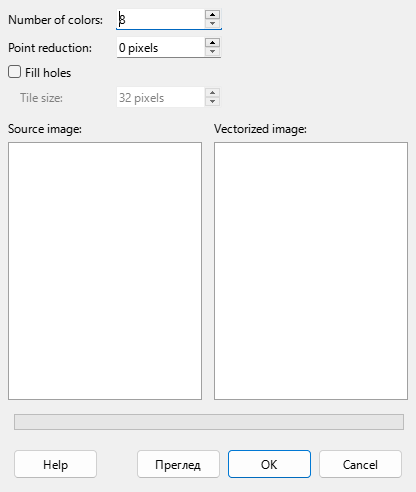 Number of colors: 8
Point reduction: 0 pixels
Fill holes
Tile size: 32 pixels
Source image: Vectorized image:
Help Преглед OK Cancel